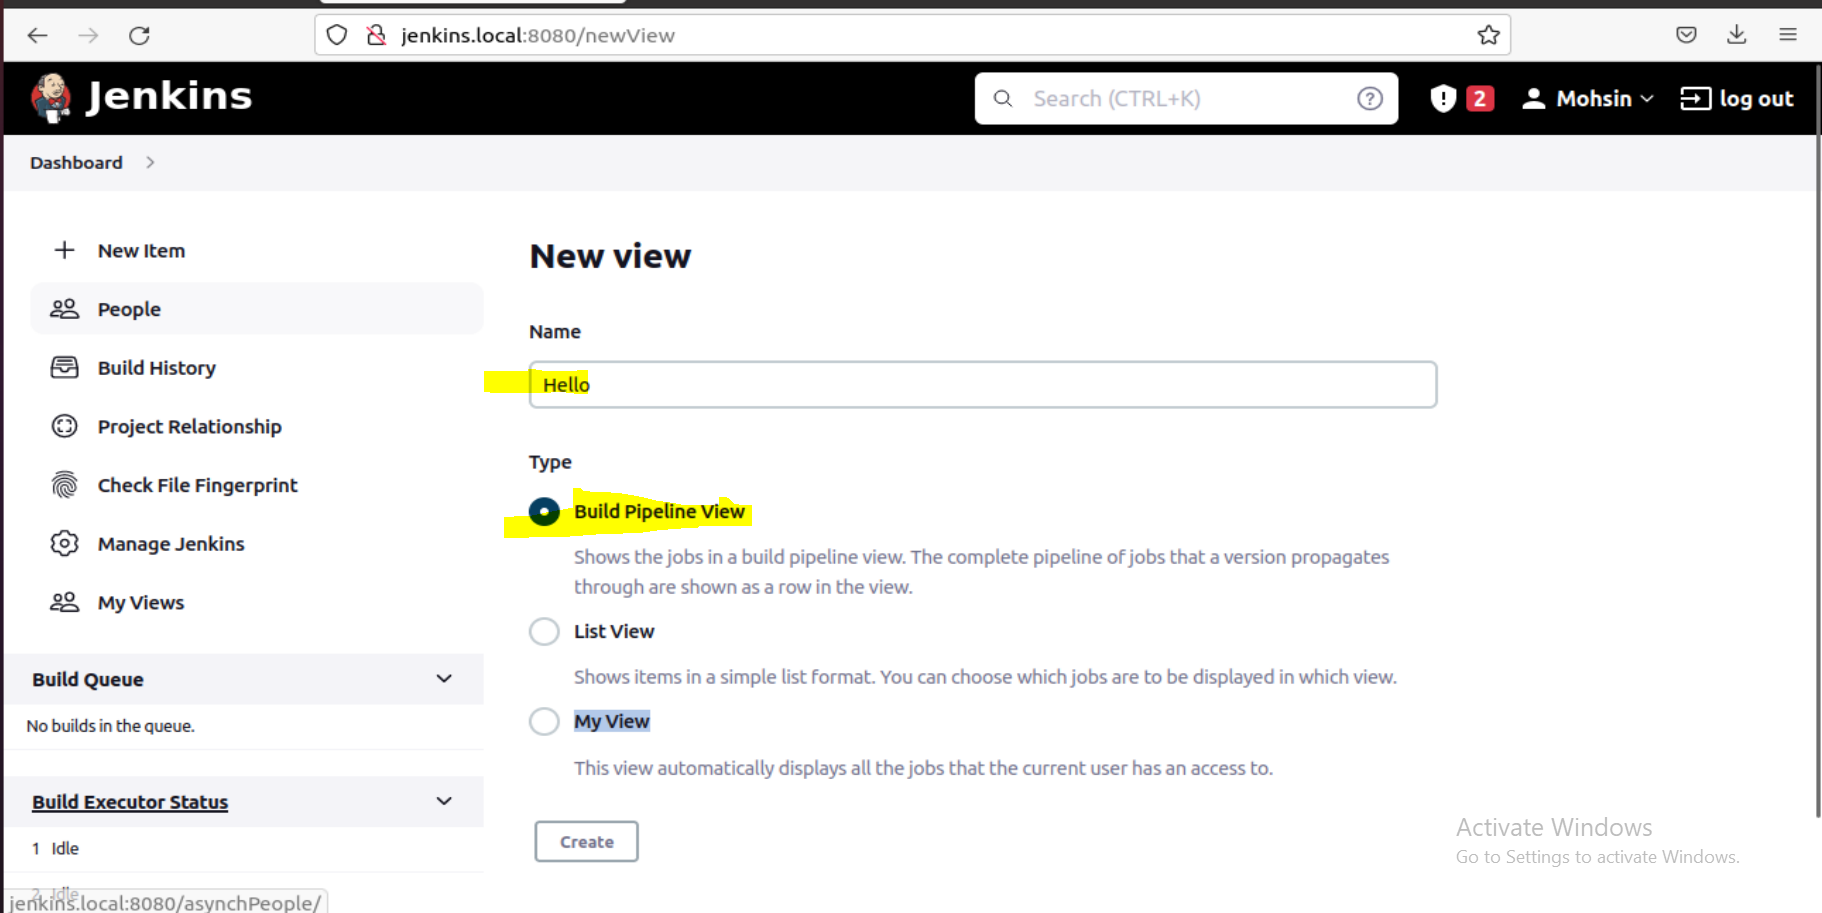 jenkins.local:8080/newView
Jenkins
Search (CTRL+K)
2
Mohsin
log out
Dashboard
New Item
People
Build History
Project Relationship
Check File Fingerprint
Manage Jenkins
My Views
Build Queue
No builds in the queue.
Build Executor Status
1 Idle
2 Idle
jenkins.local:8080/asynchPeople/
New view
Name
Hello
Type
Build Pipeline View
Shows the jobs in a build pipeline view. The complete pipeline of jobs that a version propagates
through are shown as a row in the view.
List View
Shows items in a simple list format. You can choose which jobs are to be displayed in which view.
My View
This view automatically displays all the jobs that the current user has an access to.
Create
Activate Windows
Go to Settings to activate Windows.